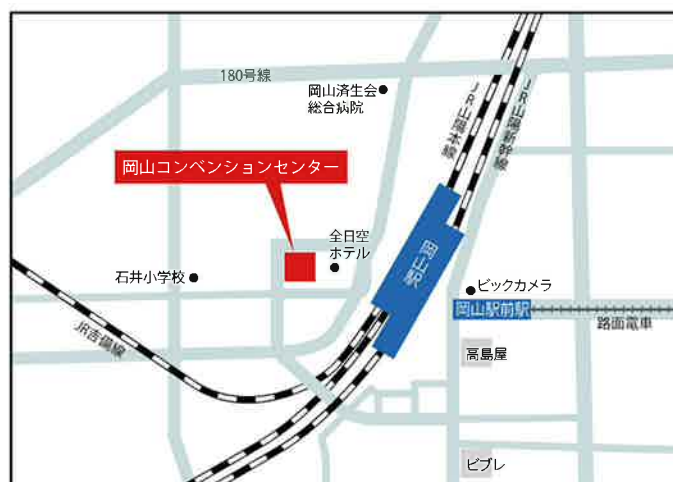 180号線
岡山済生会
総合病院
JR山陽本線
JR山陽新幹線
岡山コンベンションセンター
全日空
ホテル
岡山駅
石井小学校
ビックカメラ
岡山駅前駅
路面電車
JR吉備線
高島屋
ビブレ